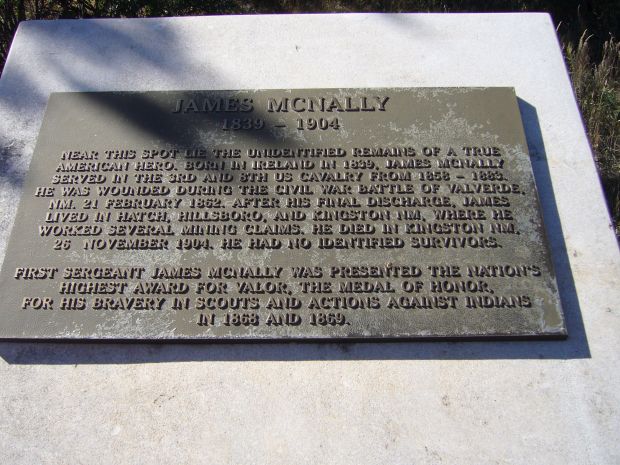 JAMES MCNALLY
1839 - 1904
NEAR THIS SPOT LIE THE UNIDENTIFIED REMAINS OF A TRUE
AMERICAN HERO. BORN IN IRELAND IN 1839, JAMES MCNALLY
SERVED IN THE 3RD AND 8TH US CAVALRY FROM 1858 - 1883.
HE WAS WOUNDED DURING THE CIVIL WAR BATTLE OF VALVERDE,
NM. 21 FEBRUARY 1862. AFTER HIS FINAL DISCHARGE, JAMES
LIVED IN HATCH, HILLSBORO, AND KINGSTON NM, WHERE HE
WORKED SEVERAL MINING CLAIMS. HE DIED IN KINGSTON NM,
26 NOVEMBER 1904. HE HAD NO IDENTIFIED SURVIVORS.
FIRST SERGEANT JAMES MCNALLY WAS PRESENTED THE NATION'S
HIGHEST AWARD FOR VALOR, THE MEDAL OF HONOR,
FOR HIS BRAVERY IN SCOUTS AND ACTIONS AGAINST INDIANS
IN 1868 AND 1869.